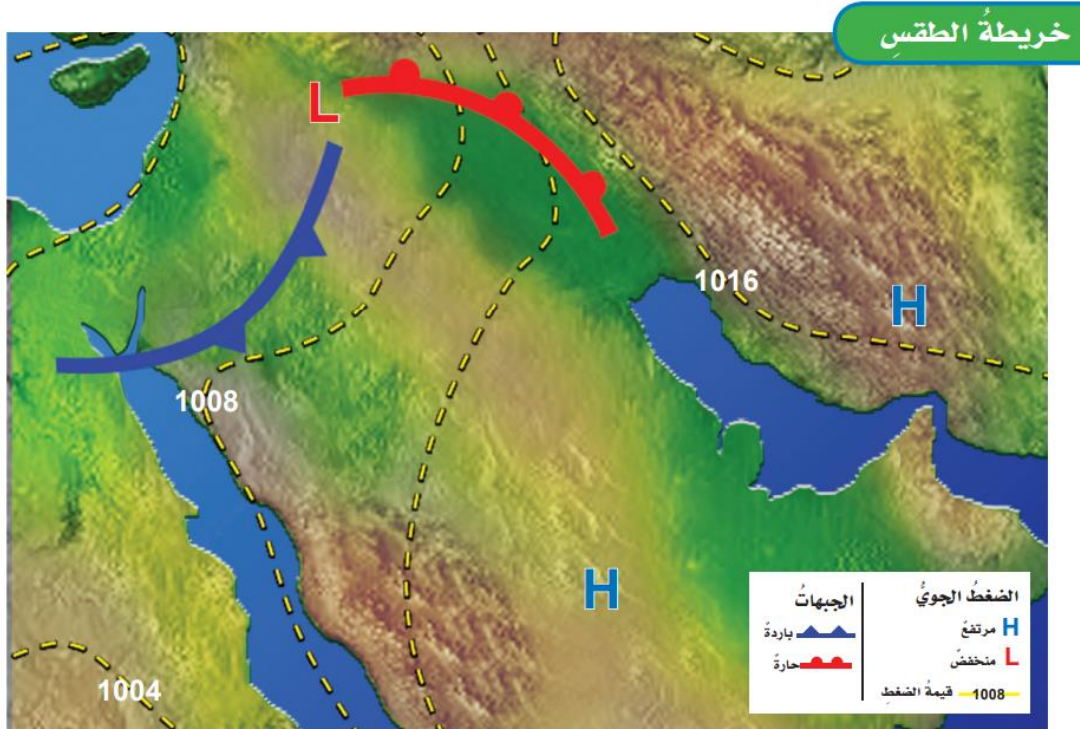 خريطةُ الطقسِ
L
1016
H
1008
H
1004
الضغطُ الجويُّ
H مرتفعٌ
L منخفضٌ
1008 قيمةُ الضغطِ
الجبهاتُ
باردةٌ
حارةٌ